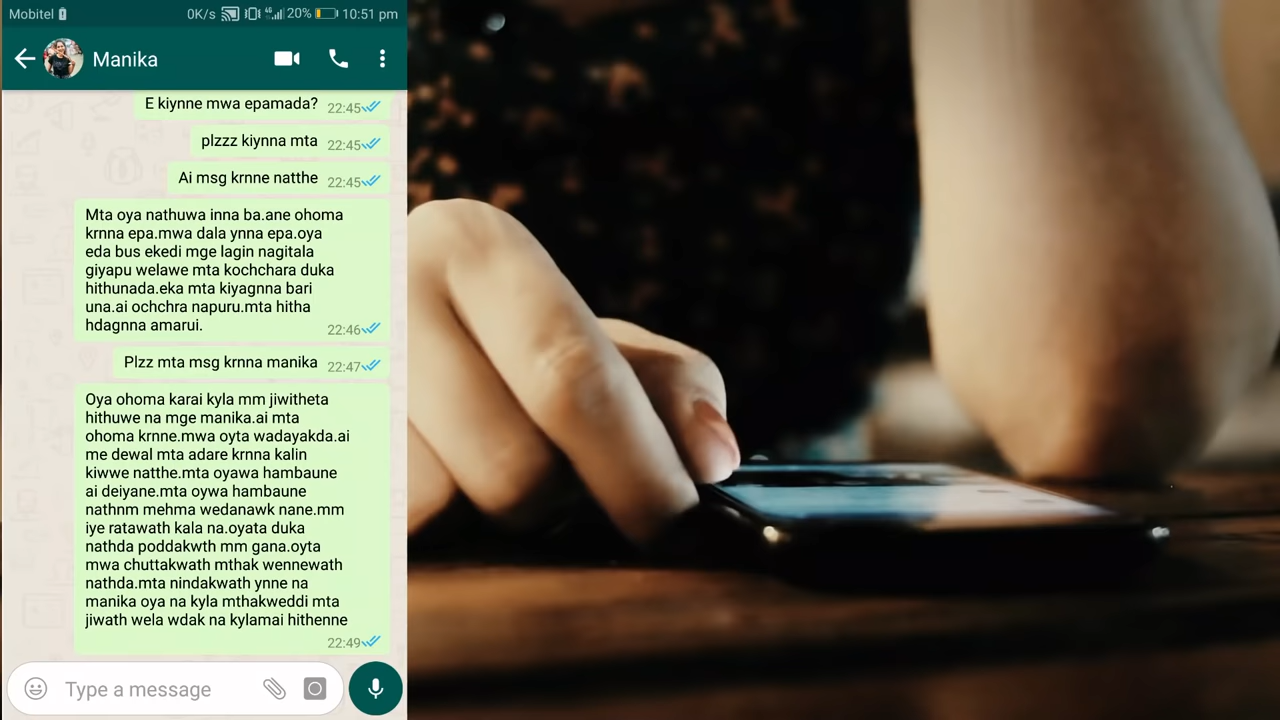 Mobitel 0K/s 4G 20% 10:51 pm
Manika
E kiynne mwa epamada? 22:45
plzzz kiynna mta 22:45
Ai msg krnne natthe 22:45
Mta oya nathuwa inna ba.ane ohoma
krnna epa.mwa dala ynna epa.oya
eda bus ekedi mge lagin nagitala
giyapu welawe mta kochchara duka
hithunada.eka mta kiyagnna bari
una.ai ochchra napuru.mta hitha
hdagnna amarui. 22:46
Plzz mta msg krnna manika 22:47
Oya ohoma karai kyla mm jiwitheta
hithuwe na mge manika.ai mta
ohoma krnne.mwa oyta wadayakda.ai
me dewal mta adare krnna kalin
kiwwe natthe.mta oyawa hambaune
ai deiyane.mta oywa hambaune
nathnm mehma wedanawk nane.mm
iye ratawath kala na.oyata duka
nathda poddakwth mm gana.oyta
mwa chuttakwath mthak wennewath
nathda.mta nindakwath ynne na
manika oya na kyla mthakweddi mta
jiwath wela wdak na kylamai hithenne
22:49
Type a message